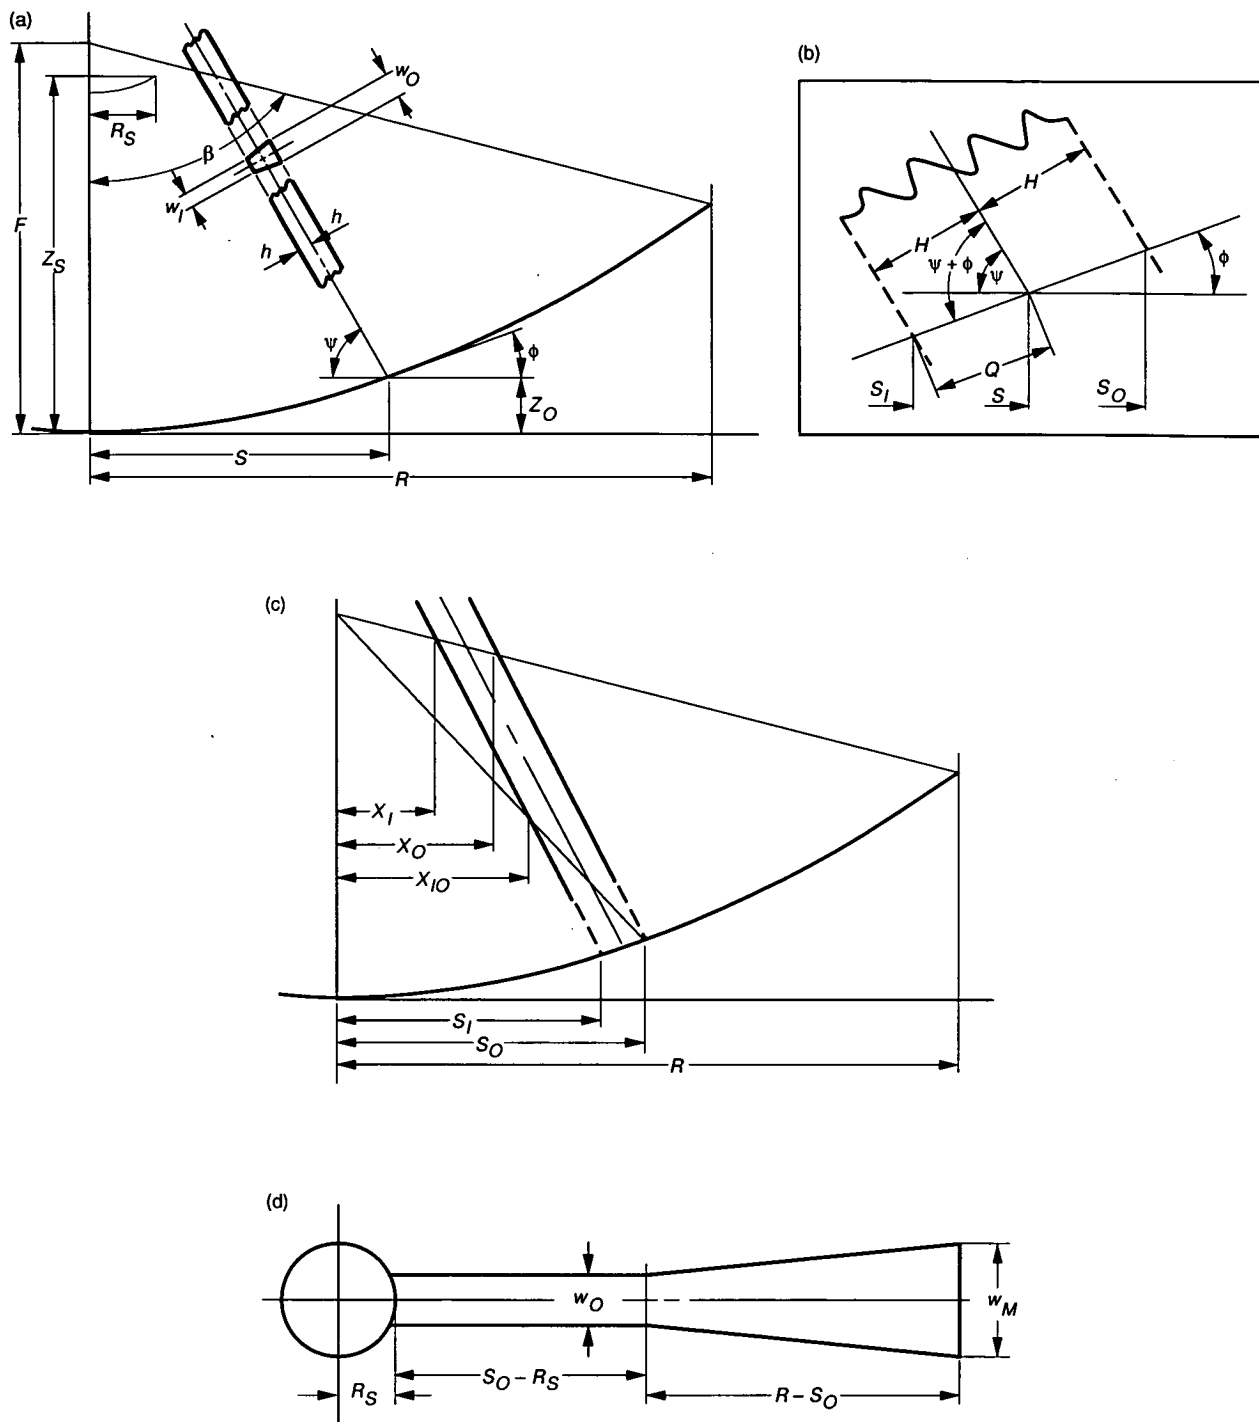 (a)
F
Z_S
R_S
β
w_O
w_I
h
h
ψ
φ
Z_O
S
R
(b)
H
H
ψ + φ
ψ
φ
Q
S_I
S
S_O
(c)
X_I
X_O
X_IO
S_I
S_O
R
(d)
w_O
w_M
R_S
S_O – R_S
R – S_O